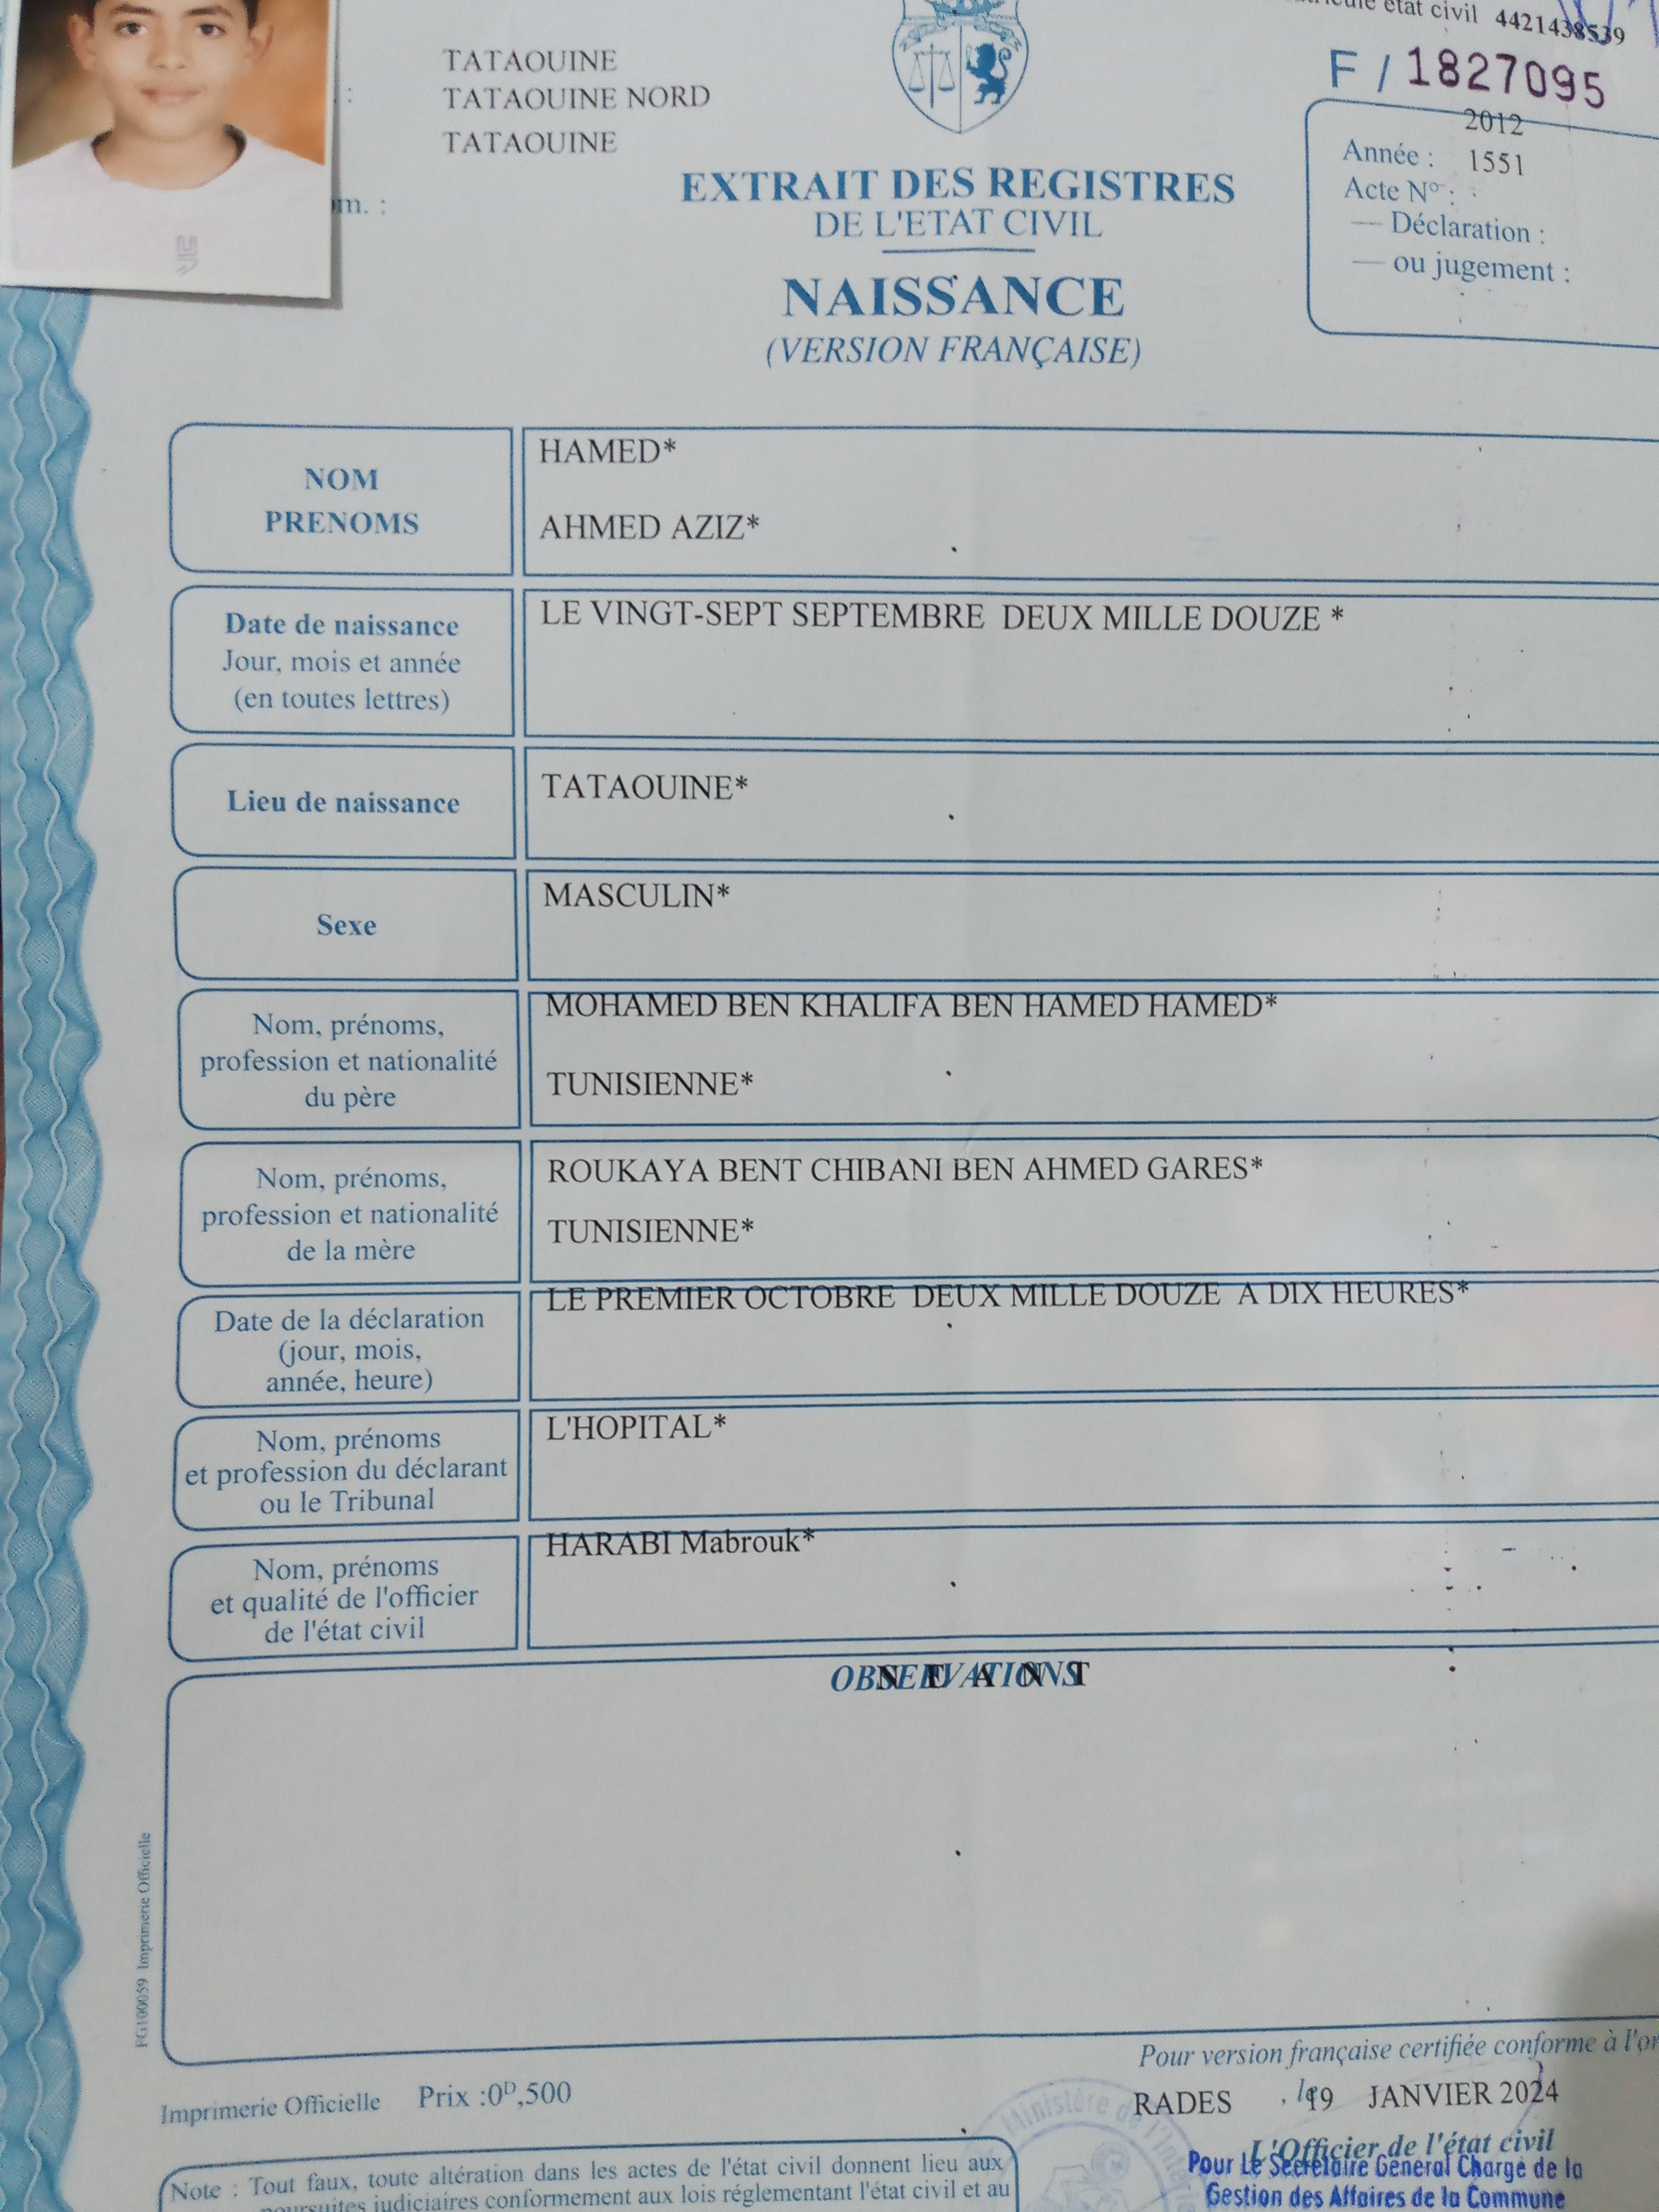 état civil 4421438539
F / 1827095
TATAOUINE
: TATAOUINE NORD
TATAOUINE
2012
Année : 1551
Acte Nº :
— Déclaration :
— ou jugement :
EXTRAIT DES REGISTRES
DE L'ETAT CIVIL
NAISSANCE
(VERSION FRANÇAISE)
NOM
PRENOMS
HAMED*
AHMED AZIZ*
Date de naissance
Jour, mois et année
(en toutes lettres)
LE VINGT-SEPT SEPTEMBRE DEUX MILLE DOUZE *
Lieu de naissance
TATAOUINE*
Sexe
MASCULIN*
Nom, prénoms,
profession et nationalité
du père
MOHAMED BEN KHALIFA BEN HAMED HAMED*
TUNISIENNE*
Nom, prénoms,
profession et nationalité
de la mère
ROUKAYA BENT CHIBANI BEN AHMED GARES*
TUNISIENNE*
Date de la déclaration
(jour, mois,
année, heure)
LE PREMIER OCTOBRE DEUX MILLE DOUZE A DIX HEURES*
Nom, prénoms
et profession du déclarant
ou le Tribunal
L'HOPITAL*
Nom, prénoms
et qualité de l'officier
de l'état civil
HARABI Mabrouk*
OBSERVATIONS
N E A N T
FG100059 Imprimerie Officielle
Pour version française certifiée conforme à
Imprimerie Officielle Prix :0ᴰ,500
RADES 19 JANVIER 2024
Ministère de l'Intérieur
L'Officier de l'état civil
Pour Le Secrétaire Général Chargé de la
Gestion des Affaires de la Commune
Note : Tout faux, toute altération dans les actes de l'état civil donnent lieu aux
poursuites judiciaires conformement aux lois réglementant l'état civil et au